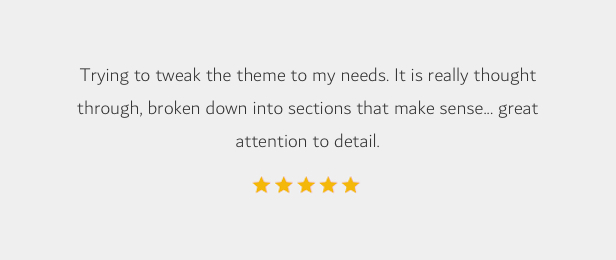 Trying to tweak the theme to my needs. It is really thought
through, broken down into sections that make sense... great
attention to detail.